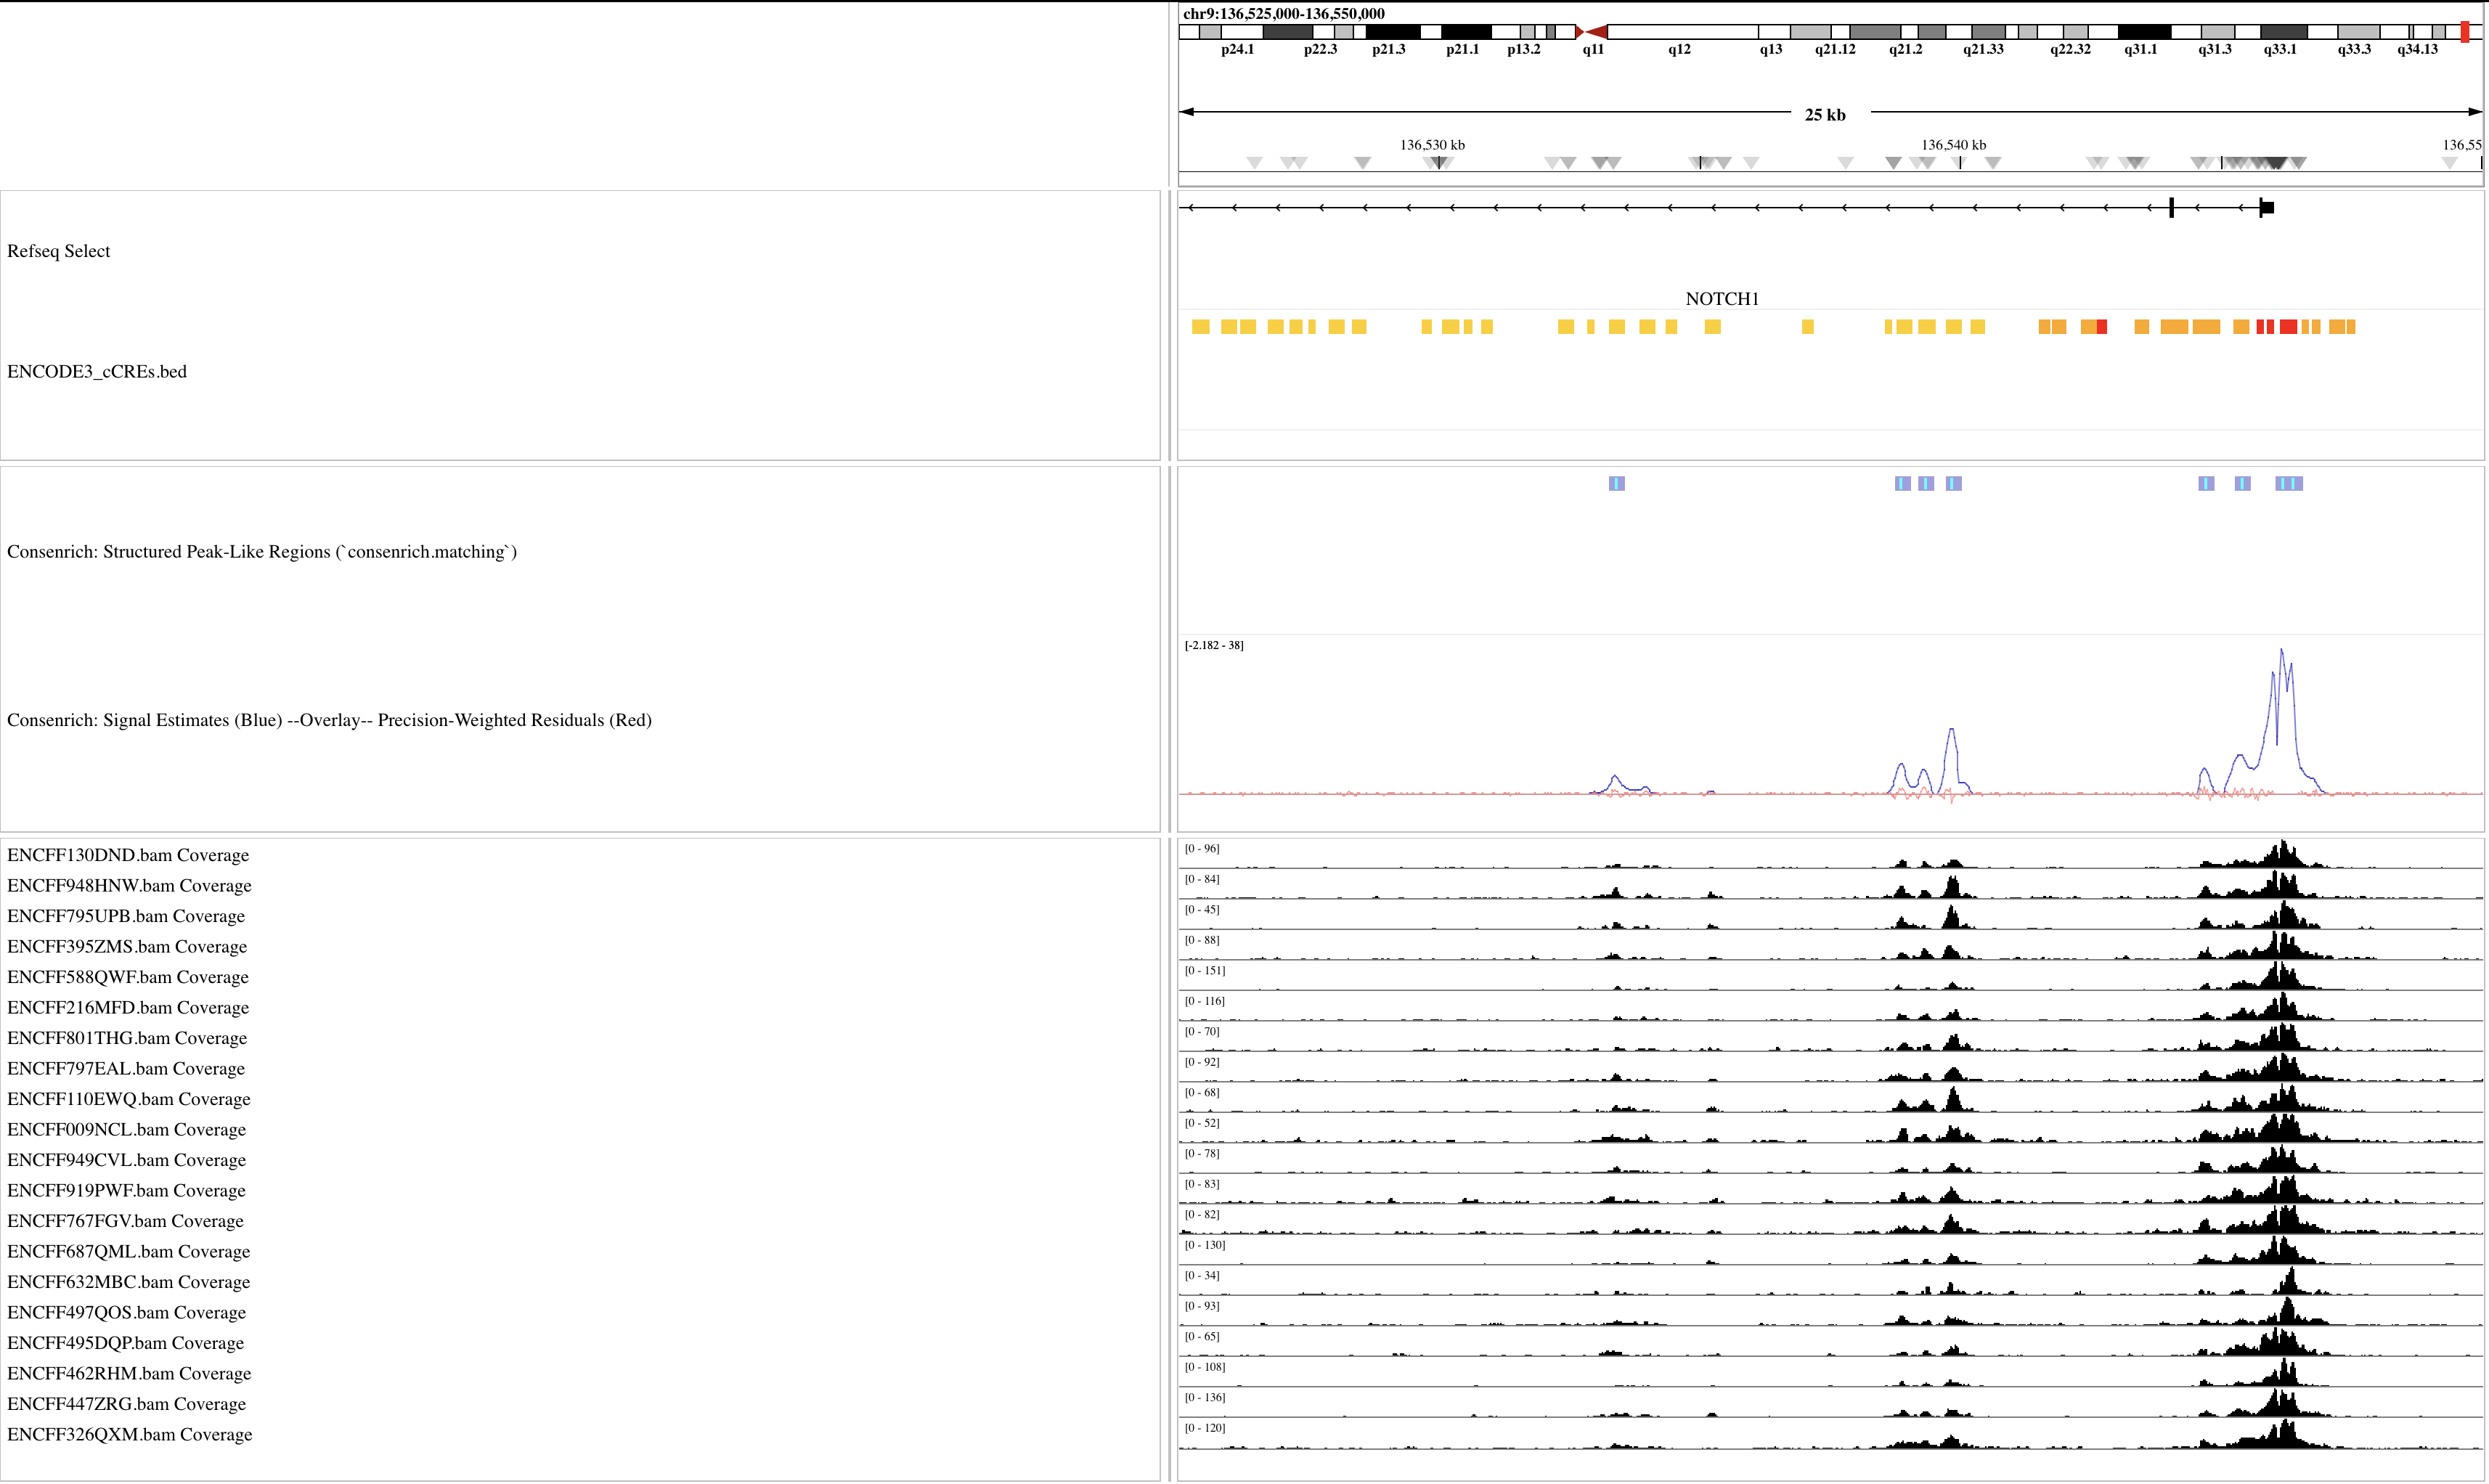 chr9:136,525,000-136,550,000
p24.1 p22.3 p21.3 p21.1 p13.2 q11 q12 q13 q21.12 q21.2 q21.33 q22.32 q31.1 q31.3 q33.1 q33.3 q34.13
25 kb
136,530 kb 136,540 kb 136,55
Refseq Select
NOTCH1
ENCODE3_cCREs.bed
Consenrich: Structured Peak-Like Regions (`consenrich.matching`)
[-2.182 - 38]
Consenrich: Signal Estimates (Blue) --Overlay-- Precision-Weighted Residuals (Red)
ENCFF130DND.bam Coverage [0 - 96]
ENCFF948HNW.bam Coverage [0 - 84]
ENCFF795UPB.bam Coverage [0 - 45]
ENCFF395ZMS.bam Coverage [0 - 88]
ENCFF588QWF.bam Coverage [0 - 151]
ENCFF216MFD.bam Coverage [0 - 116]
ENCFF801THG.bam Coverage [0 - 70]
ENCFF797EAL.bam Coverage [0 - 92]
ENCFF110EWQ.bam Coverage [0 - 68]
ENCFF009NCL.bam Coverage [0 - 52]
ENCFF949CVL.bam Coverage [0 - 78]
ENCFF919PWF.bam Coverage [0 - 83]
ENCFF767FGV.bam Coverage [0 - 82]
ENCFF687QML.bam Coverage [0 - 130]
ENCFF632MBC.bam Coverage [0 - 34]
ENCFF497QOS.bam Coverage [0 - 93]
ENCFF495DQP.bam Coverage [0 - 65]
ENCFF462RHM.bam Coverage [0 - 108]
ENCFF447ZRG.bam Coverage [0 - 136]
ENCFF326QXM.bam Coverage [0 - 120]